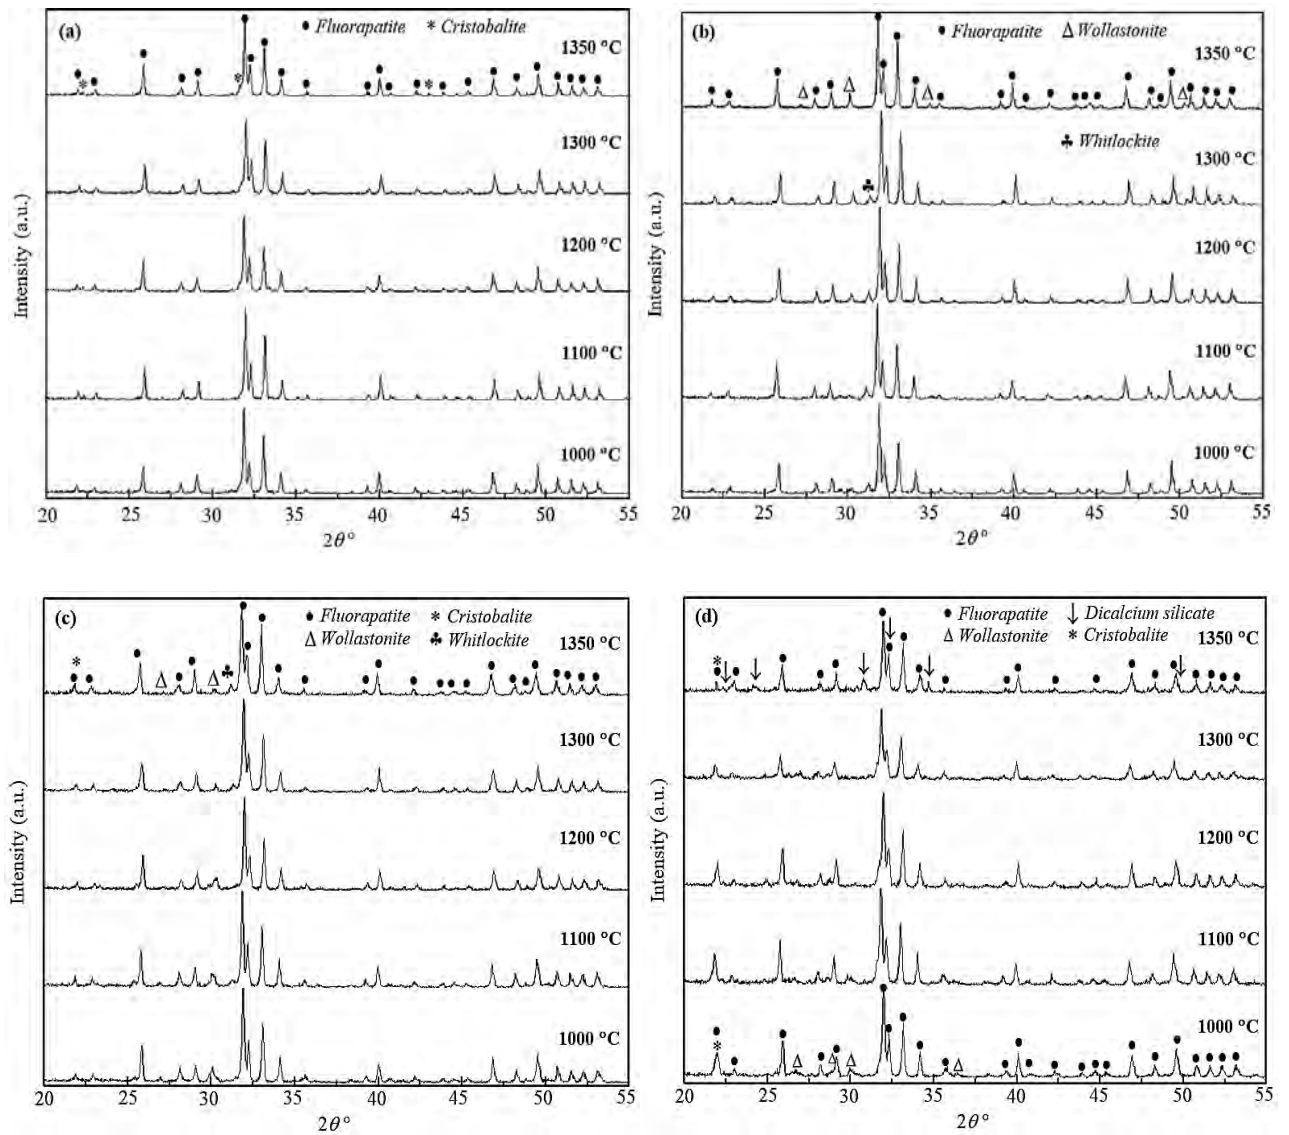 (a) Fluorapatite * Cristobalite
1350 °C
1300 °C
1200 °C
1100 °C
1000 °C
Intensity (a.u.)
20 25 30 35 40 45 50 55
2θ°
(b) Fluorapatite Δ Wollastonite
1350 °C
♣ Whitlockite
1300 °C
1200 °C
1100 °C
1000 °C
Intensity (a.u.)
20 25 30 35 40 45 50 55
2θ°
(c) Fluorapatite * Cristobalite
Δ Wollastonite ♣ Whitlockite
1350 °C
1300 °C
1200 °C
1100 °C
1000 °C
Intensity (a.u.)
20 25 30 35 40 45 50 55
2θ°
(d) Fluorapatite ↓ Dicalcium silicate
Δ Wollastonite * Cristobalite
1350 °C
1300 °C
1200 °C
1100 °C
1000 °C
Intensity (a.u.)
20 25 30 35 40 45 50 55
2θ°